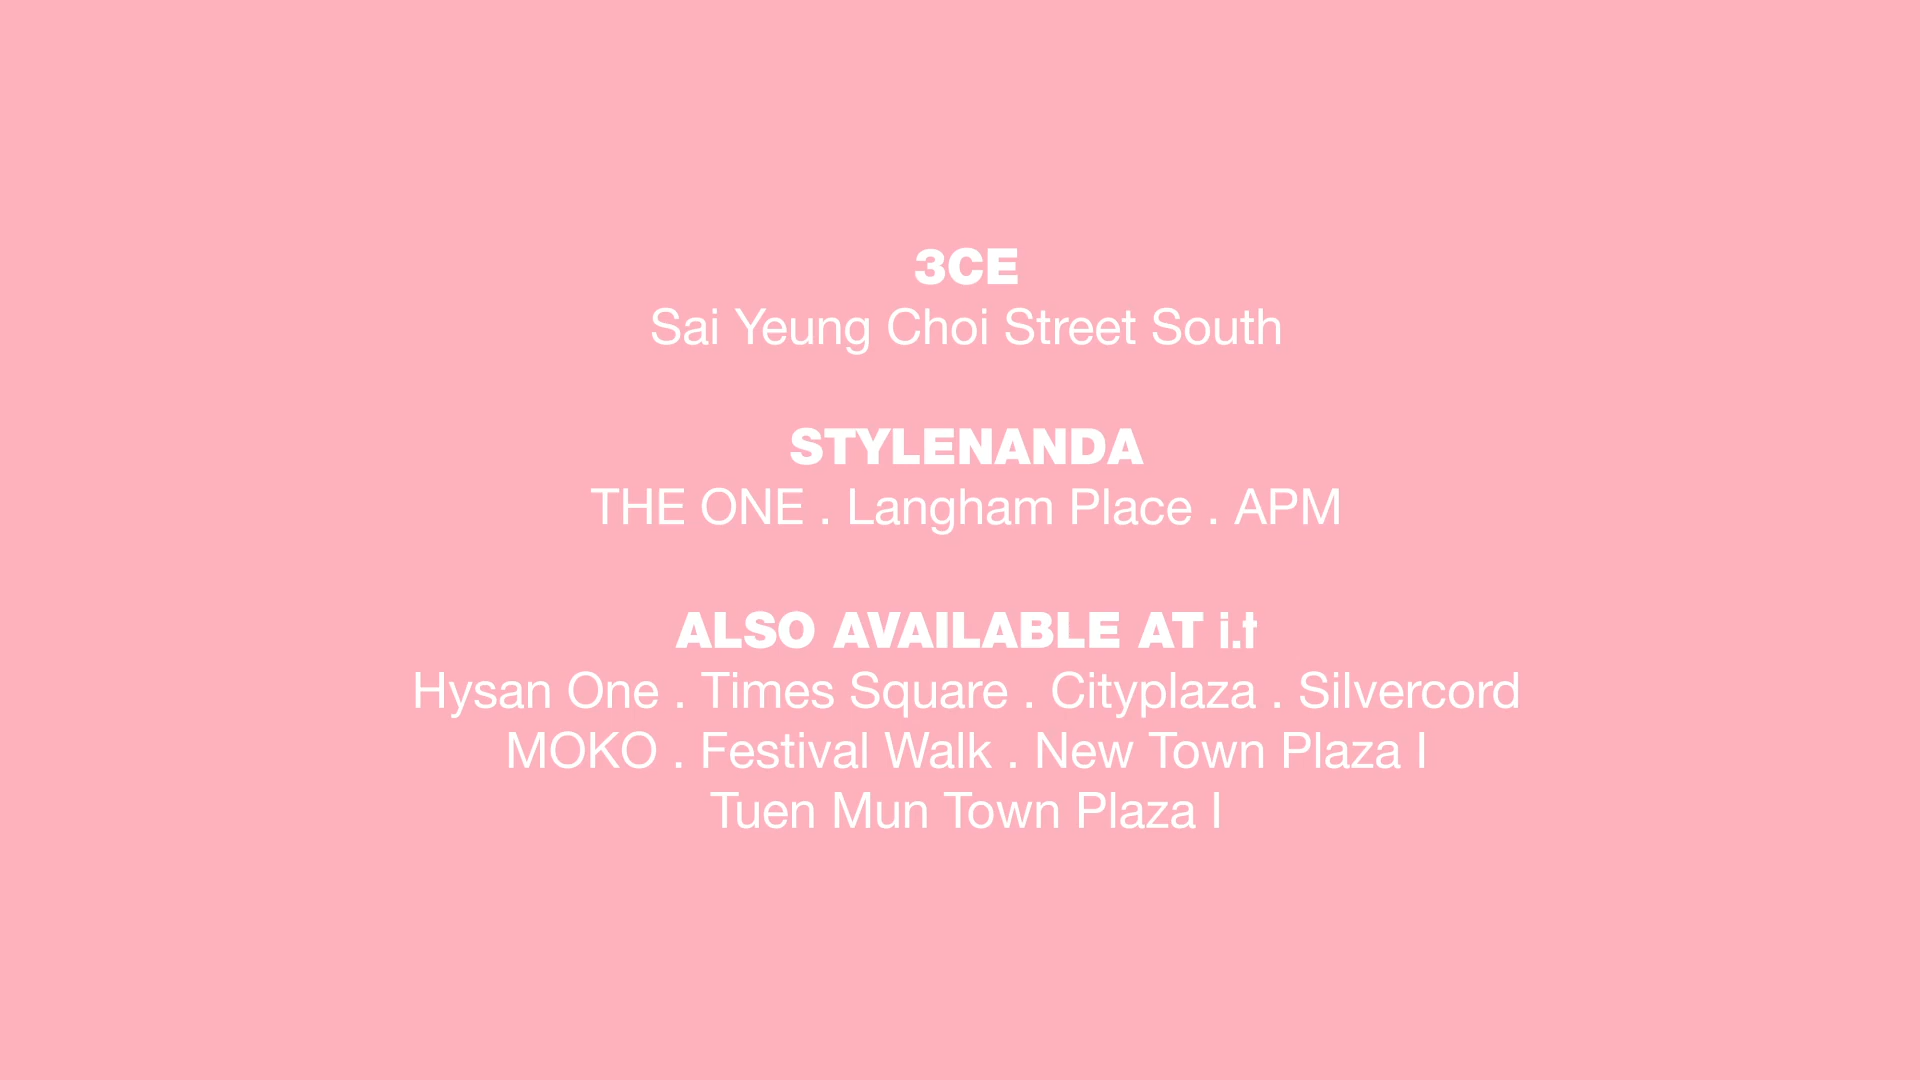 3CE
Sai Yeung Choi Street South
STYLENANDA
THE ONE . Langham Place . APM
ALSO AVAILABLE AT i.t
Hysan One . Times Square . Cityplaza . Silvercord
MOKO . Festival Walk . New Town Plaza I
Tuen Mun Town Plaza I